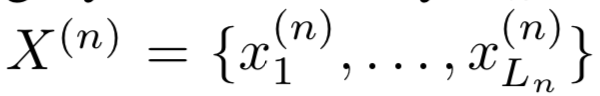 X^{(n)} = \{x_1^{(n)}, \ldots, x_{L_n}^{(n)}\}